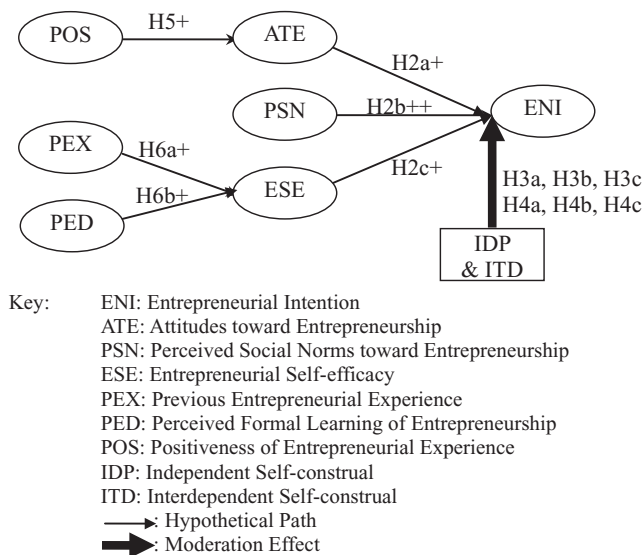 POS H5+ ATE
H2a+
PSN H2b++ ENI
PEX H6a+
H2c+
ESE
H6b+
PED
H3a, H3b, H3c
H4a, H4b, H4c
IDP
& ITD
Key: ENI: Entrepreneurial Intention
ATE: Attitudes toward Entrepreneurship
PSN: Perceived Social Norms toward Entrepreneurship
ESE: Entrepreneurial Self-efficacy
PEX: Previous Entrepreneurial Experience
PED: Perceived Formal Learning of Entrepreneurship
POS: Positiveness of Entrepreneurial Experience
IDP: Independent Self-construal
ITD: Interdependent Self-construal
: Hypothetical Path
: Moderation Effect